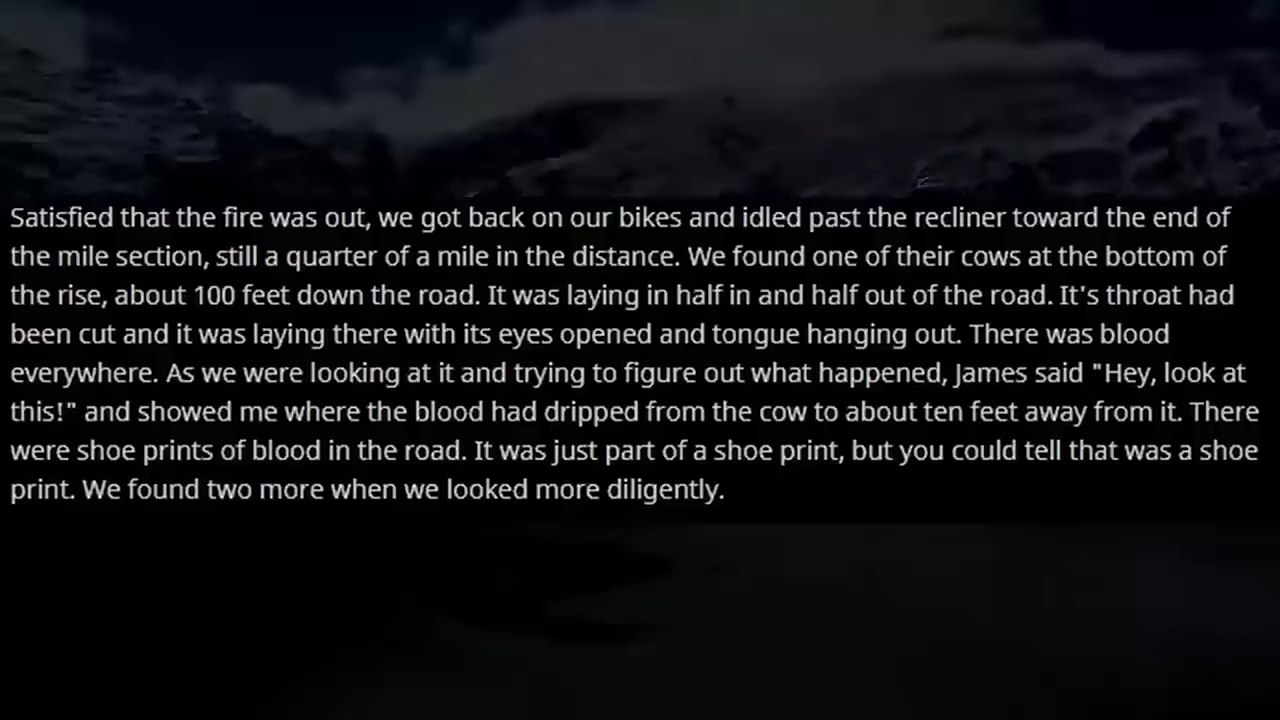 Satisfied that the fire was out, we got back on our bikes and idled past the recliner toward the end of
the mile section, still a quarter of a mile in the distance. We found one of their cows at the bottom of
the rise, about 100 feet down the road. It was laying in half in and half out of the road. It's throat had
been cut and it was laying there with its eyes opened and tongue hanging out. There was blood
everywhere. As we were looking at it and trying to figure out what happened, James said "Hey, look at
this!" and showed me where the blood had dripped from the cow to about ten feet away from it. There
were shoe prints of blood in the road. It was just part of a shoe print, but you could tell that was a shoe
print. We found two more when we looked more diligently.